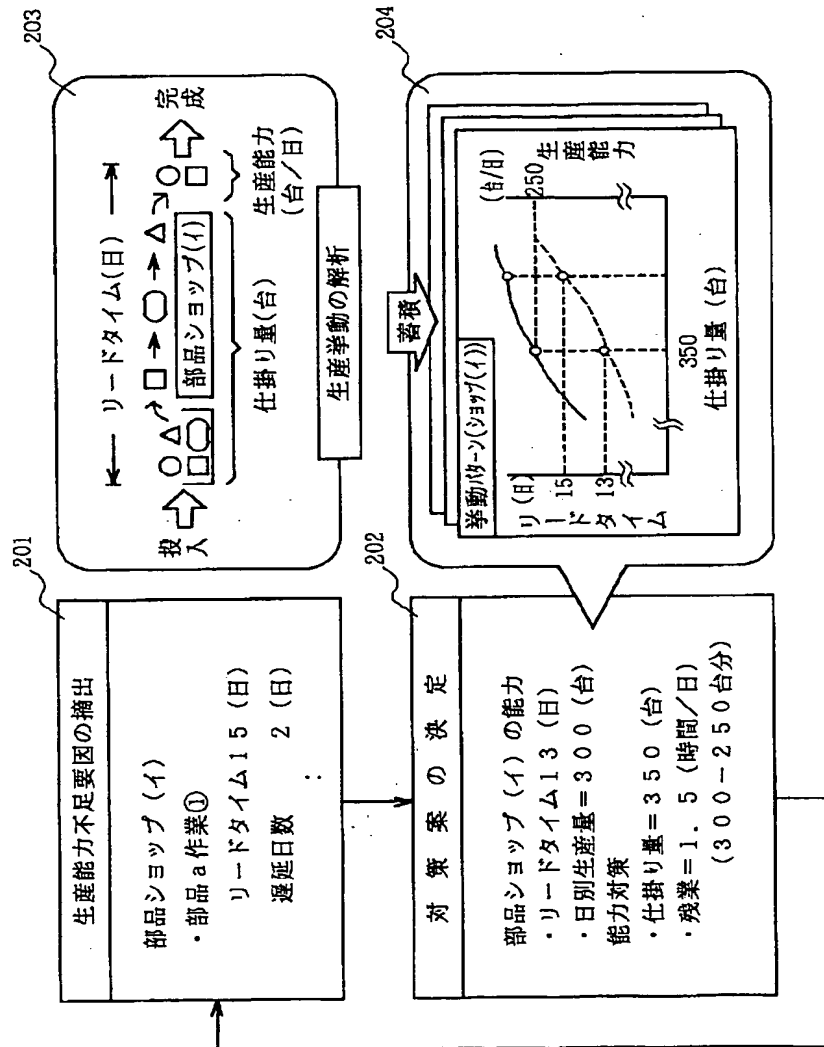 201
生産能力不足要因の摘出
部品ショップ(イ)
・部品a作業①
リードタイム15(日)
遅延日数 2(日)
:
202
対策案の決定
部品ショップ(イ)の能力
・リードタイム13(日)
・日別生産量=300(台)
能力対策
・仕掛り量=350(台)
・残業=1.5(時間/日)
(300-250台分)
203
リードタイム(日)
投入
部品ショップ(イ)
完成
仕掛り量(台)
生産能力
(台/日)
生産挙動の解析
204
蓄積
挙動パターン(ショップ(イ))
(日)
リードタイム
15
13
(台/日)
250
生産能力
350
仕掛り量(台)